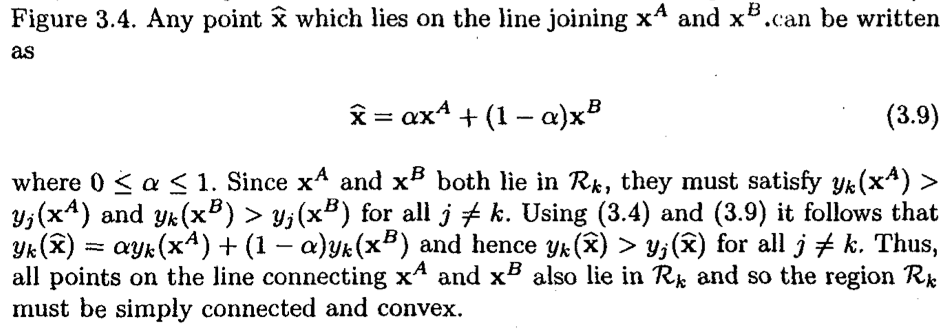 Figure 3.4. Any point x̂ which lies on the line joining x^A and x^B.can be written
as
x̂ = αx^A + (1 − α)x^B (3.9)
where 0 ≤ α ≤ 1. Since x^A and x^B both lie in ℛ_k, they must satisfy y_k(x^A) >
y_j(x^A) and y_k(x^B) > y_j(x^B) for all j ≠ k. Using (3.4) and (3.9) it follows that
y_k(x̂) = αy_k(x^A) + (1 − α)y_k(x^B) and hence y_k(x̂) > y_j(x̂) for all j ≠ k. Thus,
all points on the line connecting x^A and x^B also lie in ℛ_k and so the region ℛ_k
must be simply connected and convex.